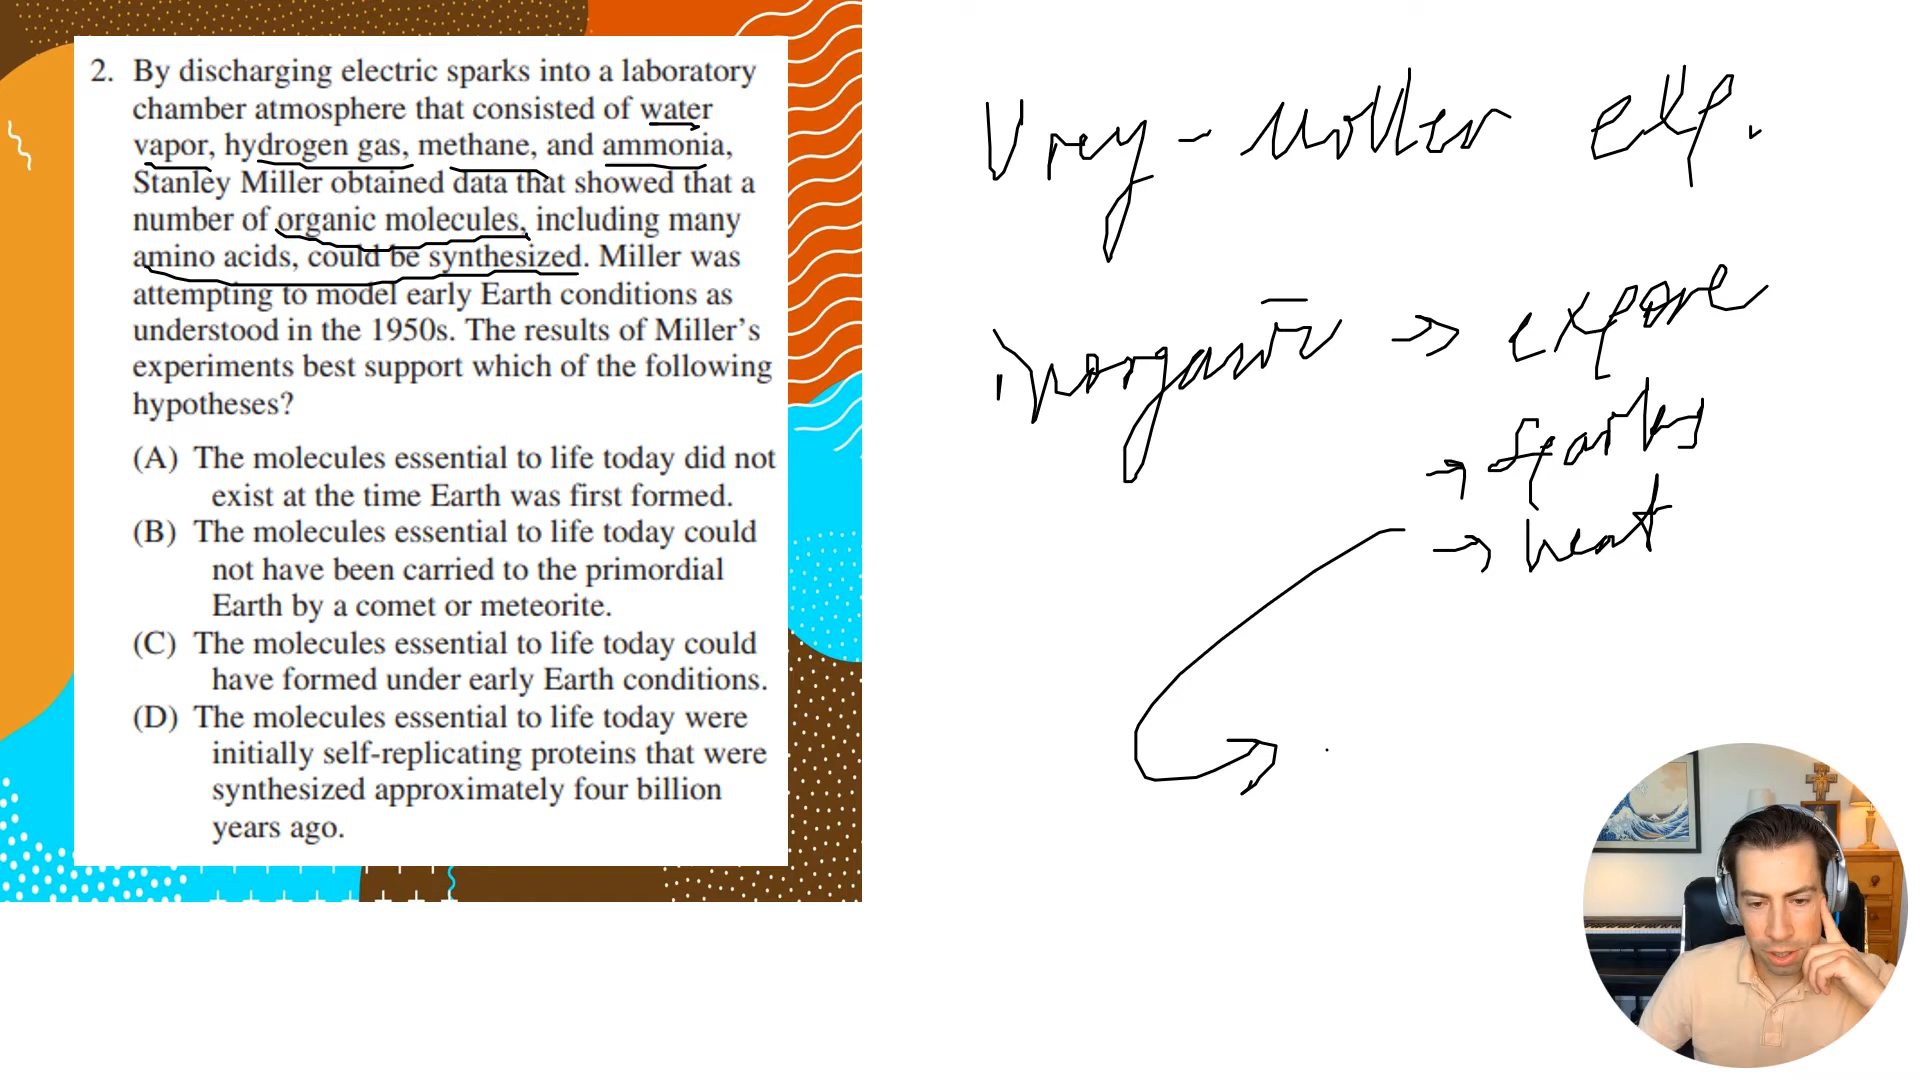 2. By discharging electric sparks into a laboratory
chamber atmosphere that consisted of water
vapor, hydrogen gas, methane, and ammonia,
Stanley Miller obtained data that showed that a
number of organic molecules, including many
amino acids, could be synthesized. Miller was
attempting to model early Earth conditions as
understood in the 1950s. The results of Miller’s
experiments best support which of the following
hypotheses?
(A) The molecules essential to life today did not
exist at the time Earth was first formed.
(B) The molecules essential to life today could
not have been carried to the primordial
Earth by a comet or meteorite.
(C) The molecules essential to life today could
have formed under early Earth conditions.
(D) The molecules essential to life today were
initially self-replicating proteins that were
synthesized approximately four billion
years ago.
Urey - Miller exp.
inorganic → expose
→ sparks
→ heat